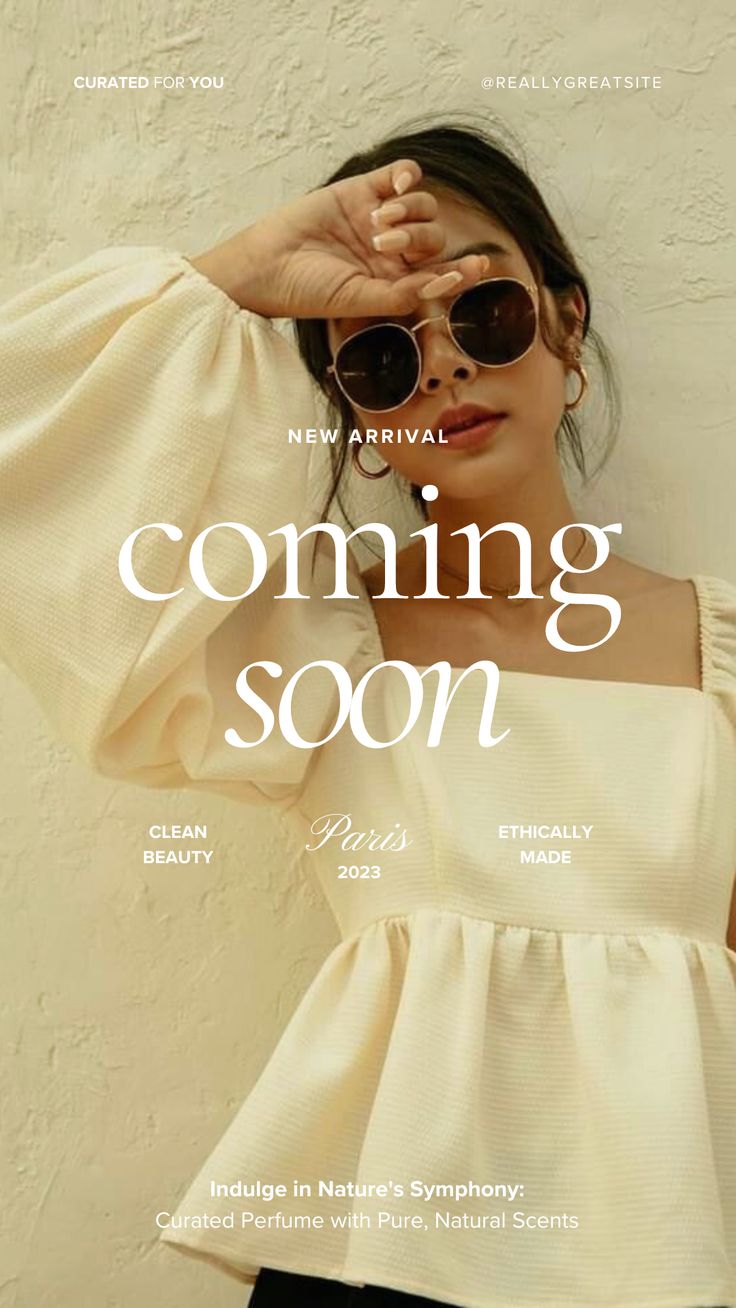 CURATED FOR YOU
@REALLYGREATSITE
NEW ARRIVAL
coming
soon
CLEAN
BEAUTY
Paris
2023
ETHICALLY
MADE
Indulge in Nature's Symphony:
Curated Perfume with Pure, Natural Scents